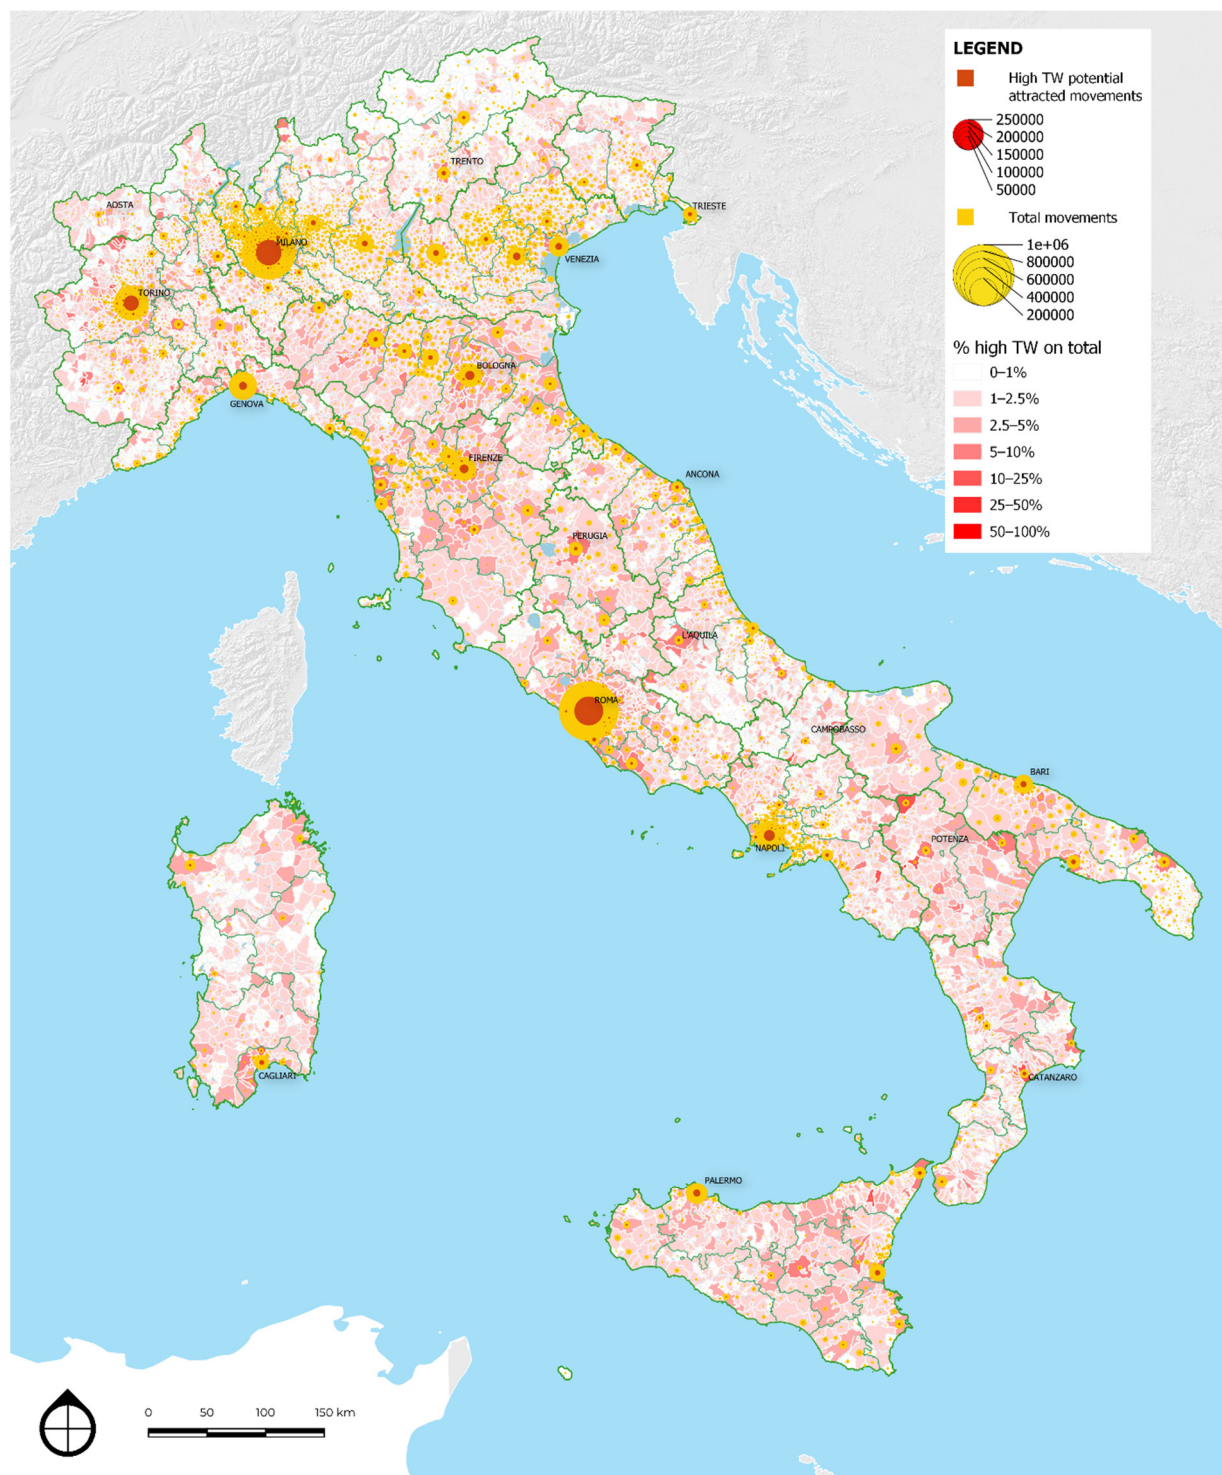 LEGEND
High TW potential
attracted movements
250000
200000
150000
100000
50000
Total movements
1e+06
800000
600000
400000
200000
% high TW on total
0–1%
1–2.5%
2.5–5%
5–10%
10–25%
25–50%
50–100%
TRENTO
AOSTA
TRIESTE
MILANO
VENEZIA
TORINO
BOLOGNA
GENOVA
FIRENZE
ANCONA
PERUGIA
L'AQUILA
ROMA
CAMPOBASSO
BARI
POTENZA
NAPOLI
CAGLIARI
CATANZARO
PALERMO
0 50 100 150 km